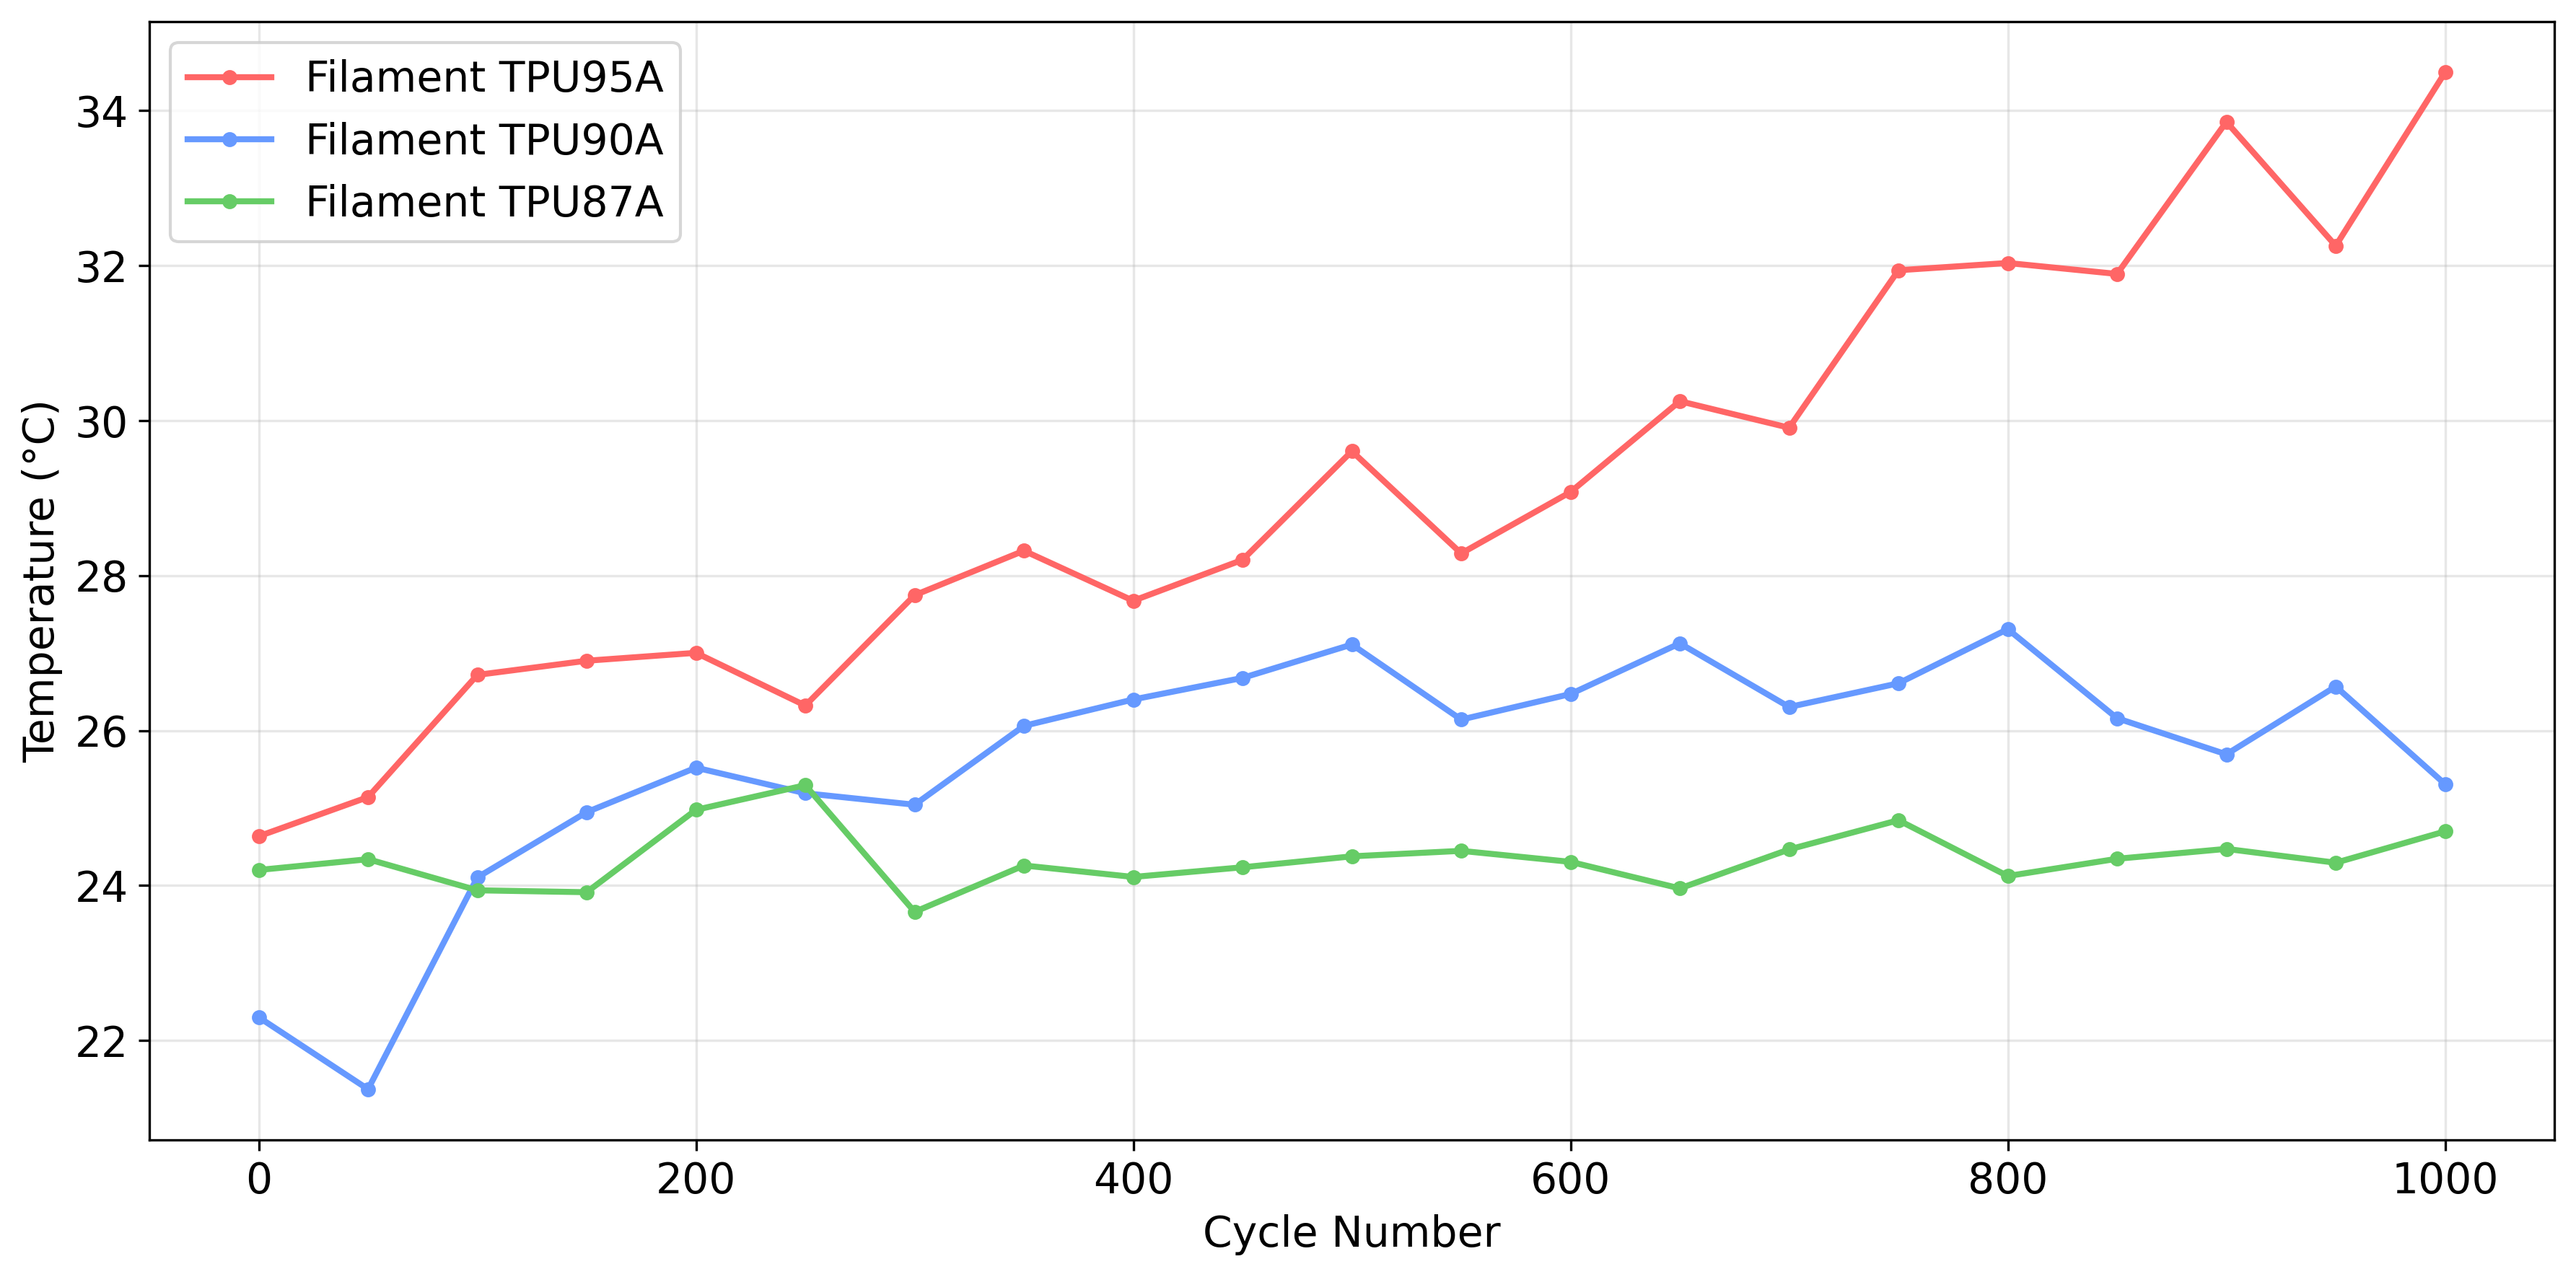 Filament TPU95A
Filament TPU90A
Filament TPU87A
34
32
30
28
26
24
22
Temperature (°C)
0 200 400 600 800 1000
Cycle Number